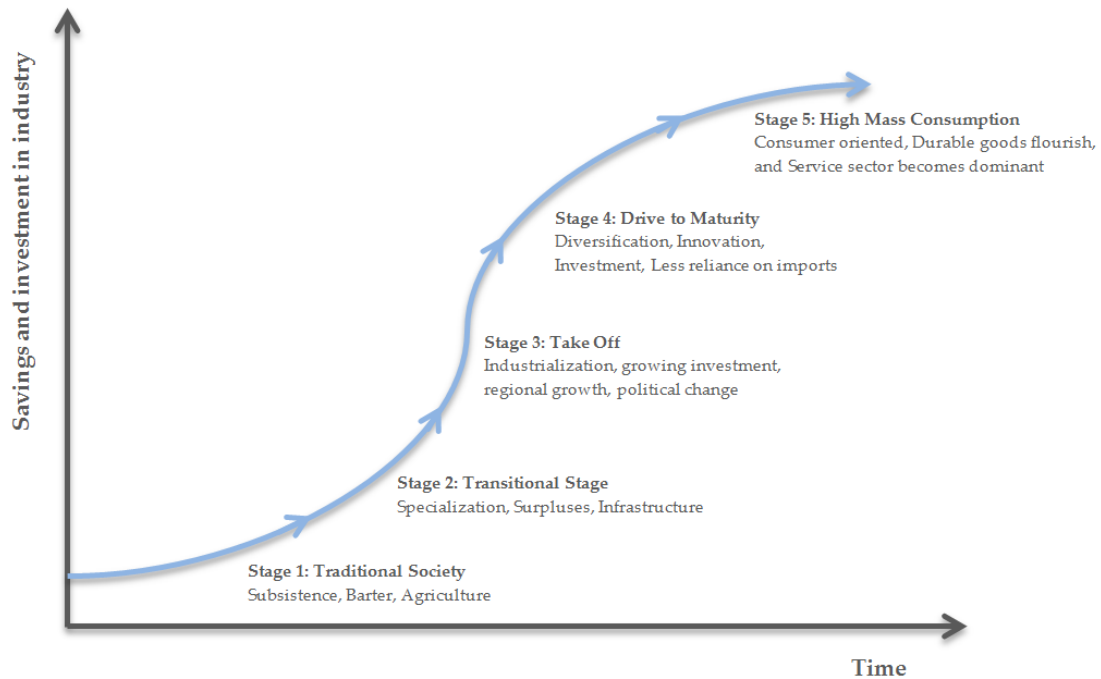 Savings and investment in industry
Stage 5: High Mass Consumption
Consumer oriented, Durable goods flourish,
and Service sector becomes dominant
Stage 4: Drive to Maturity
Diversification, Innovation,
Investment, Less reliance on imports
Stage 3: Take Off
Industrialization, growing investment,
regional growth, political change
Stage 2: Transitional Stage
Specialization, Surpluses, Infrastructure
Stage 1: Traditional Society
Subsistence, Barter, Agriculture
Time